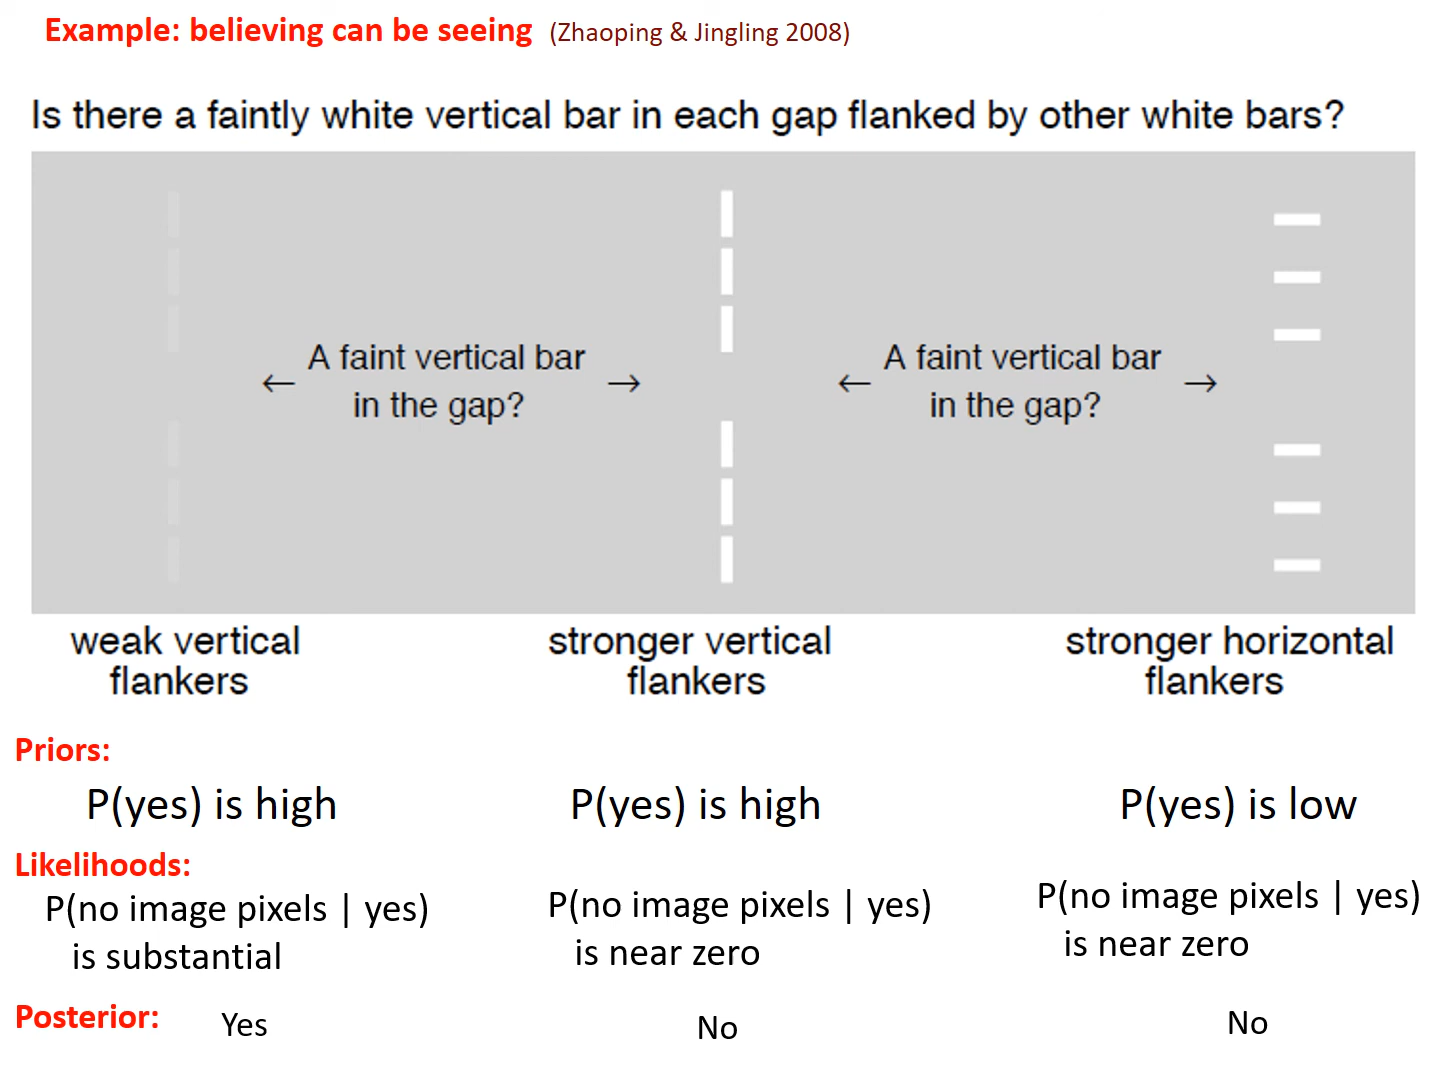 Example: believing can be seeing (Zhaoping & Jingling 2008)
Is there a faintly white vertical bar in each gap flanked by other white bars?
← A faint vertical bar in the gap? →
← A faint vertical bar in the gap? →
weak vertical flankers
stronger vertical flankers
stronger horizontal flankers
Priors:
P(yes) is high
P(yes) is high
P(yes) is low
Likelihoods:
P(no image pixels | yes)
is substantial
P(no image pixels | yes)
is near zero
P(no image pixels | yes)
is near zero
Posterior:
Yes
No
No